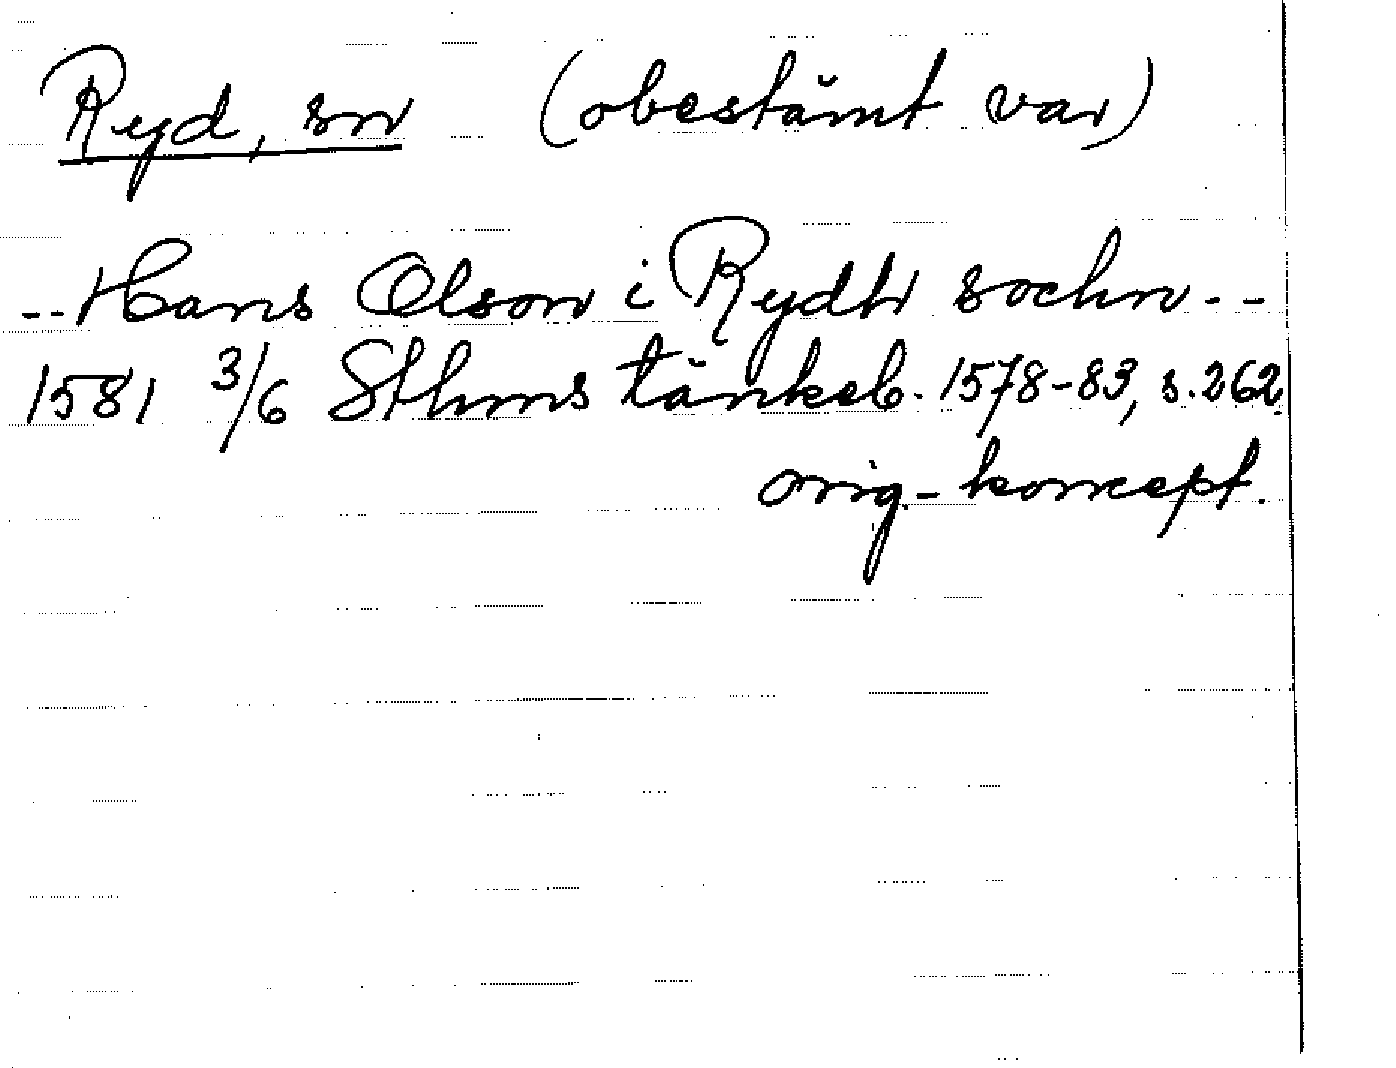 Ryd, sn (obestämt var)
-- Hans Olson i Rydh sochn --
1581 3/6 Sthms tänkeb. 1578-83, s. 262
orig-koncept.